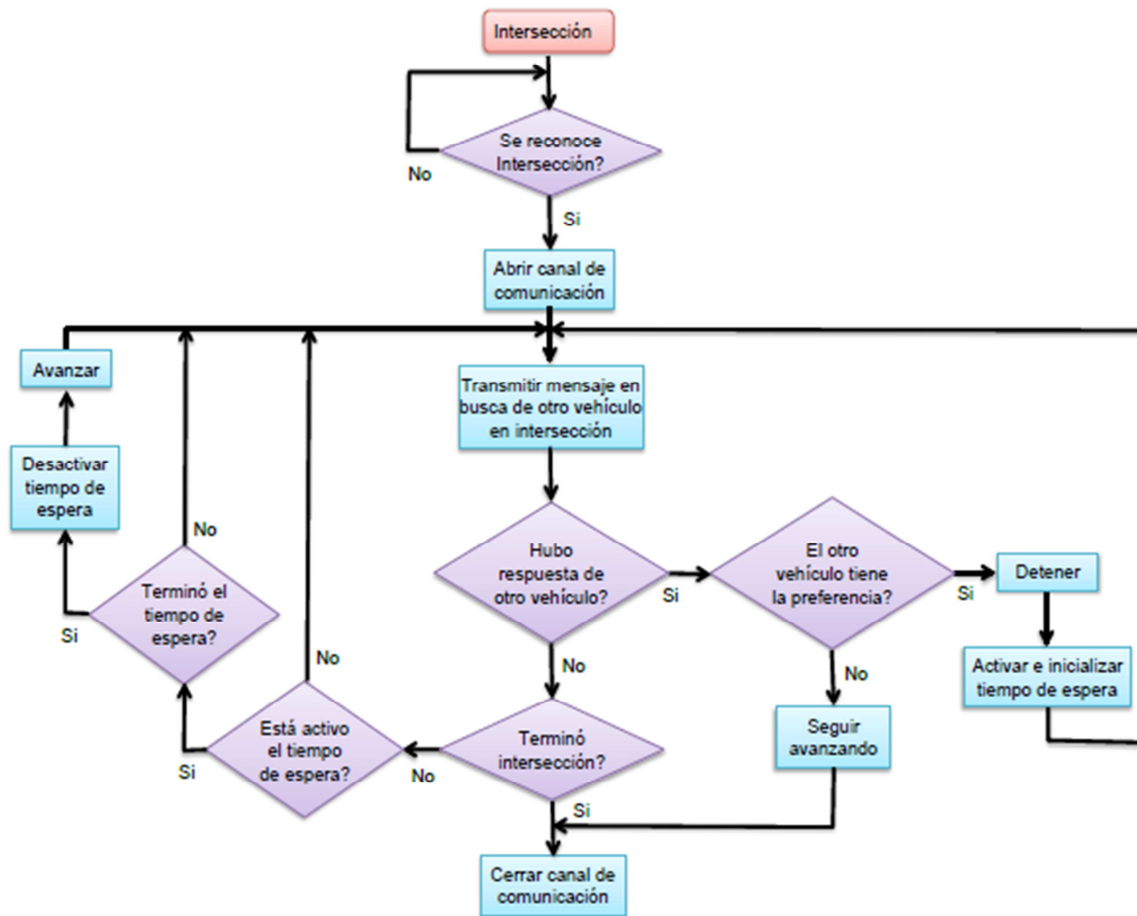 Intersección
Se reconoce
Intersección?
No
Si
Abrir canal de
comunicación
Avanzar
Transmitir mensaje en
busca de otro vehículo
en intersección
Desactivar
tiempo de
espera
No
Hubo
respuesta de
otro vehículo?
Si
El otro
vehículo tiene
la preferencia?
Si
Detener
Terminó el
tiempo de
espera?
Si
No
No
No
Activar e inicializar
tiempo de espera
Está activo
el tiempo
de espera?
Si
No
Terminó
intersección?
Si
Seguir
avanzando
Cerrar canal de
comunicación